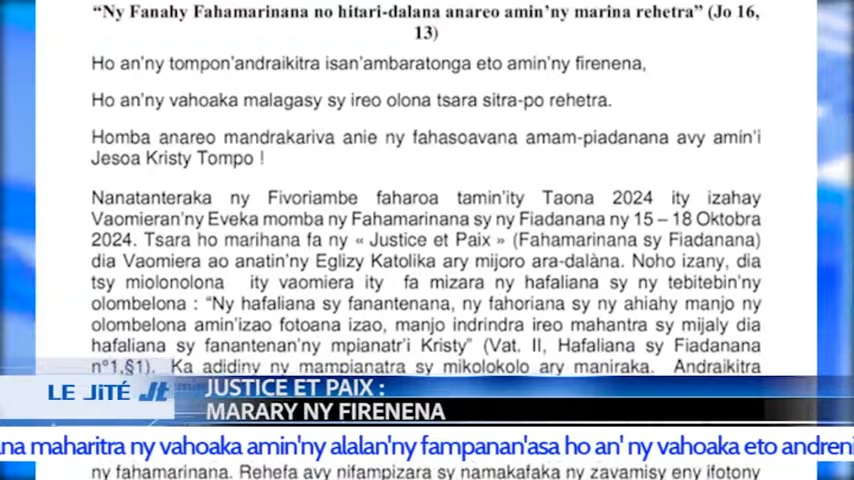 “Ny Fanahy Fahamarinana no hitari-dalana anareo amin’ny marina rehetra” (Jo 16,
13)
Ho an’ny tompon’andraikitra isan’ambaratonga eto amin’ny firenena,
Ho an’ny vahoaka malagasy sy ireo olona tsara sitra-po rehetra.
Homba anareo mandrakariva anie ny fahasoavana amam-piadanana avy amin’i
Jesoa Kristy Tompo !
Nanatanteraka ny Fivoriambe faharoa tamin’ity Taona 2024 ity izahay
Vaomieran’ny Eveka momba ny Fahamarinana sy ny Fiadanana ny 15 – 18 Oktobra
2024. Tsara ho marihana fa ny « Justice et Paix » (Fahamarinana sy Fiadanana)
dia Vaomiera ao anatin’ny Eglizy Katolika ary mijoro ara-dalàna. Noho izany, dia
tsy miolonolona ity vaomiera ity fa mizara ny hafaliana sy ny tebitebin’ny
olombelona : “Ny hafaliana sy fanantenana, ny fahoriana sy ny ahiahy manjo ny
olombelona amin’izao fotoana izao, manjo indrindra ireo mahantra sy mijaly dia
hafaliana sy fanantenan’ny mpianatr’i Kristy” (Vat. II, Hafaliana sy Fiadanana
n°1,§1). Ka adidiny ny mampianatra sy mikolokolo ary maniraka. Andraikitra
LE JiTÉ Jt
JUSTICE ET PAIX :
MARARY NY FIRENENA
ana maharitra ny vahoaka amin'ny alalan'ny fampanan'asa ho an' ny vahoaka eto andreni
ny fahamarinana. Rehefa avy nifampizara sy namakafaka ny zavamisy eny ifotony